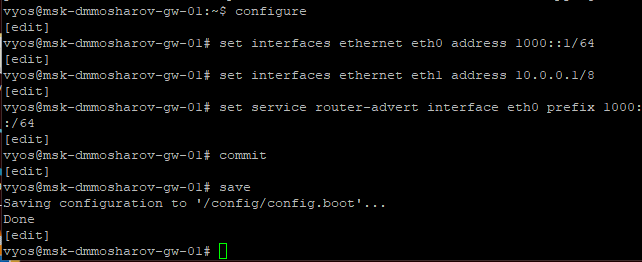 vyos@msk-dmmosharov-gw-01:~$ configure
[edit]
vyos@msk-dmmosharov-gw-01# set interfaces ethernet eth0 address 1000::1/64
[edit]
vyos@msk-dmmosharov-gw-01# set interfaces ethernet eth1 address 10.0.0.1/8
[edit]
vyos@msk-dmmosharov-gw-01# set service router-advert interface eth0 prefix 1000:
:/64
[edit]
vyos@msk-dmmosharov-gw-01# commit
[edit]
vyos@msk-dmmosharov-gw-01# save
Saving configuration to '/config/config.boot'...
Done
[edit]
vyos@msk-dmmosharov-gw-01#